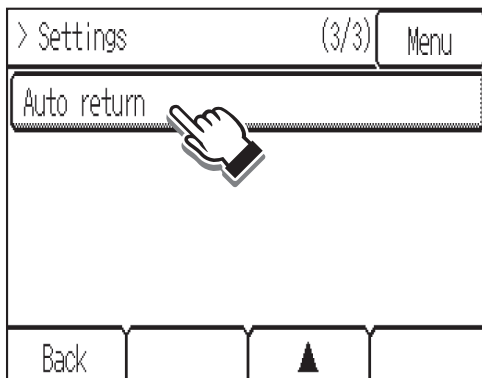 > Settings (3/3) Menu
Auto return
Back ▲